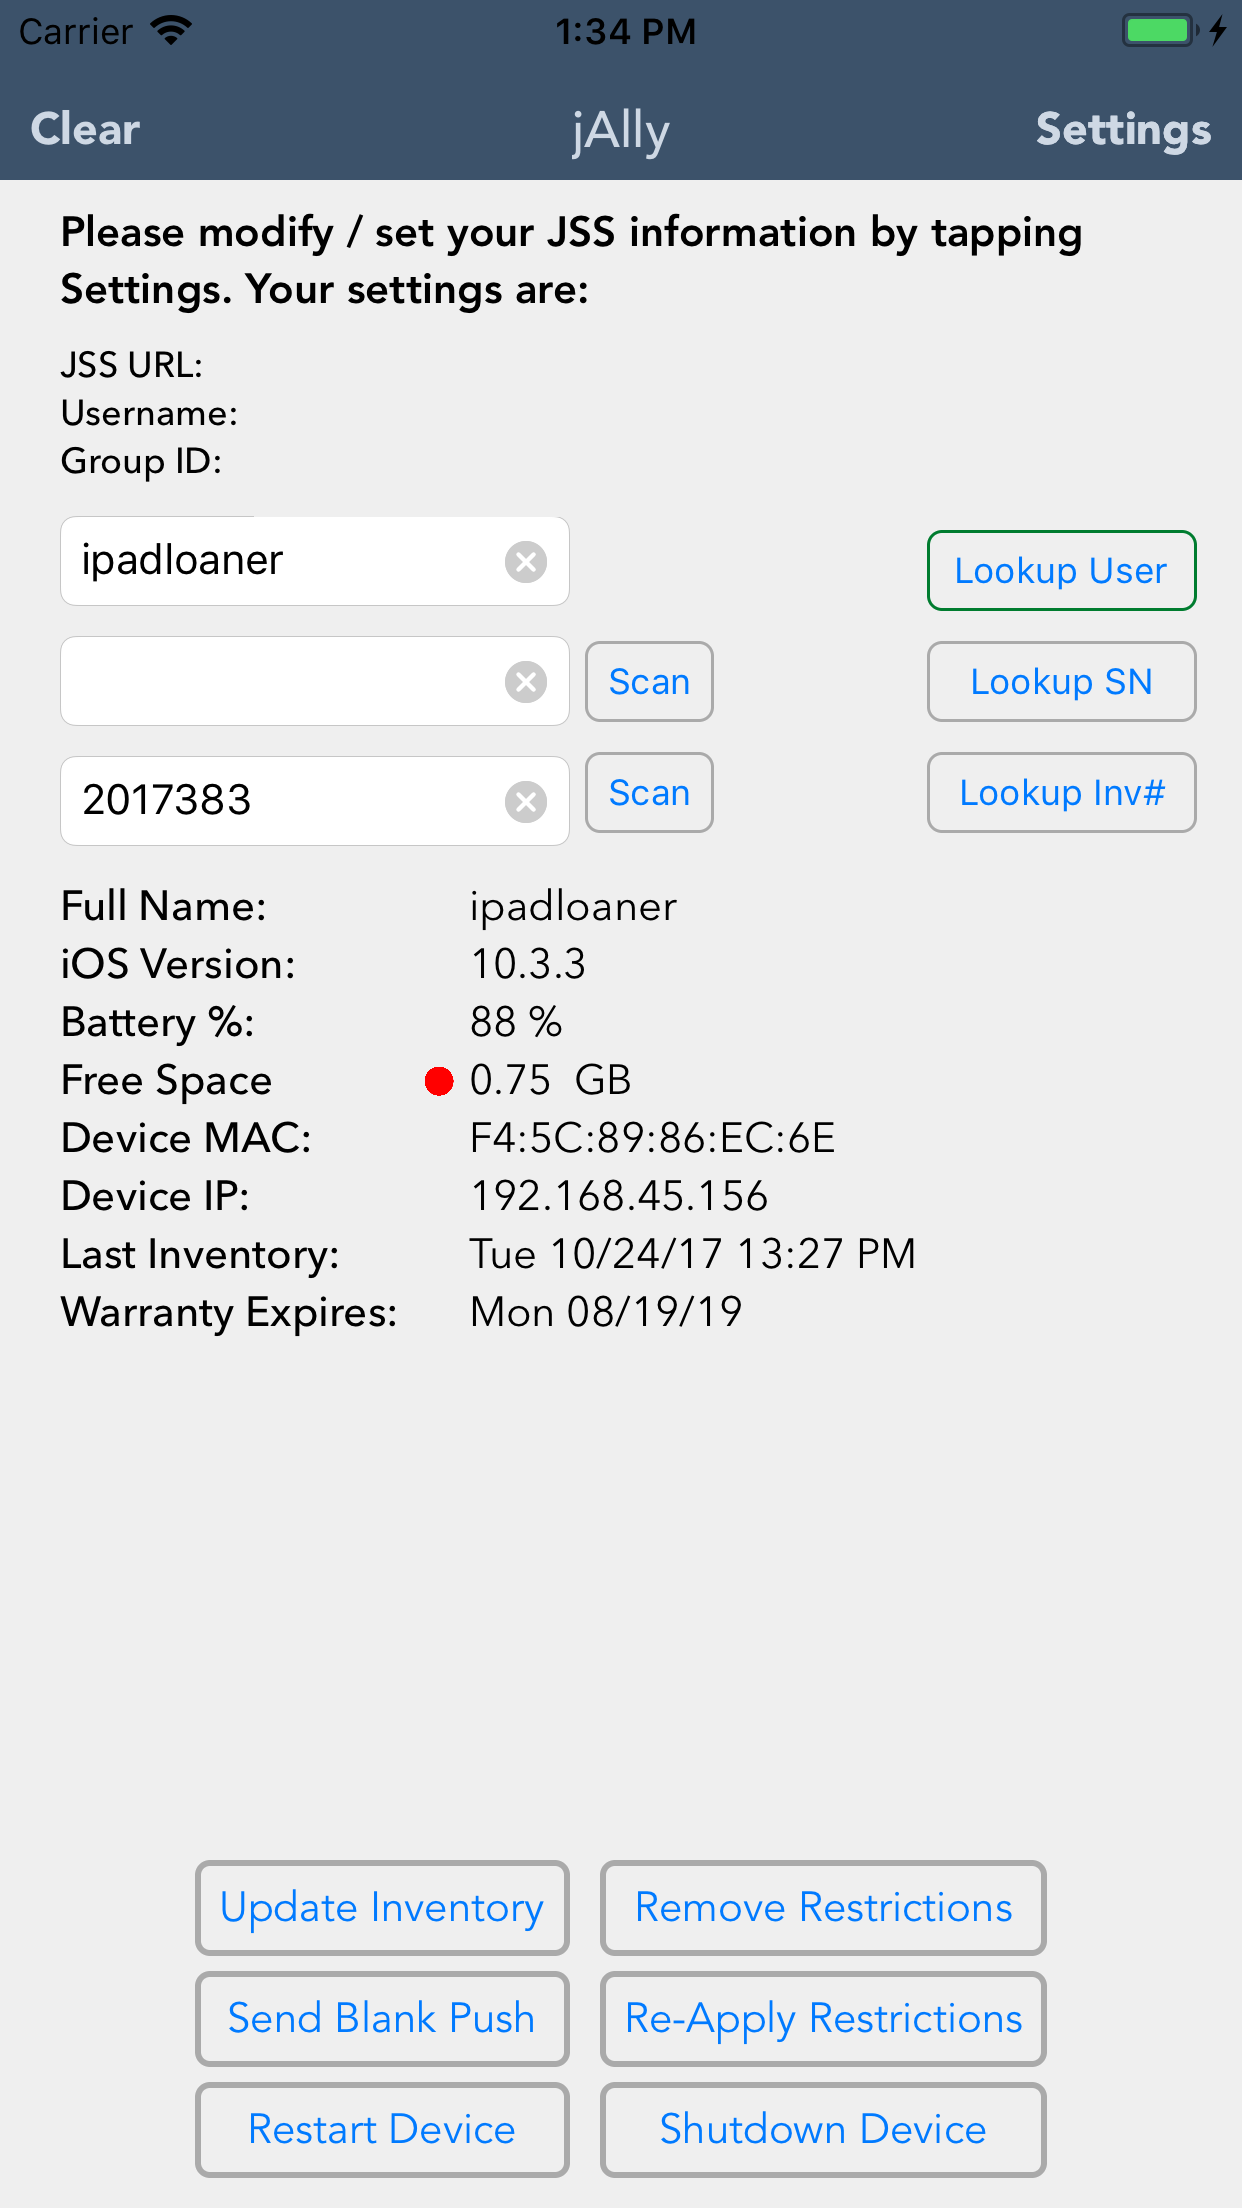 Carrier 1:34 PM
Clear jAlly Settings
Please modify / set your JSS information by tapping
Settings. Your settings are:
JSS URL:
Username:
Group ID:
ipadloaner Lookup User
Scan Lookup SN
2017383 Scan Lookup Inv#
Full Name: ipadloaner
iOS Version: 10.3.3
Battery %: 88 %
Free Space 0.75 GB
Device MAC: F4:5C:89:86:EC:6E
Device IP: 192.168.45.156
Last Inventory: Tue 10/24/17 13:27 PM
Warranty Expires: Mon 08/19/19
Update Inventory Remove Restrictions
Send Blank Push Re-Apply Restrictions
Restart Device Shutdown Device